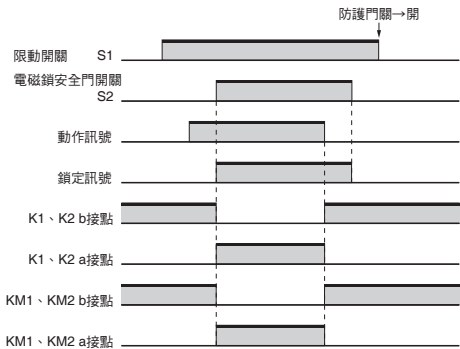 防護門關→開
限動開關 S1
電磁鎖安全門開關
S2
動作訊號
鎖定訊號
K1、K2 b接點
K1、K2 a接點
KM1、KM2 b接點
KM1、KM2 a接點